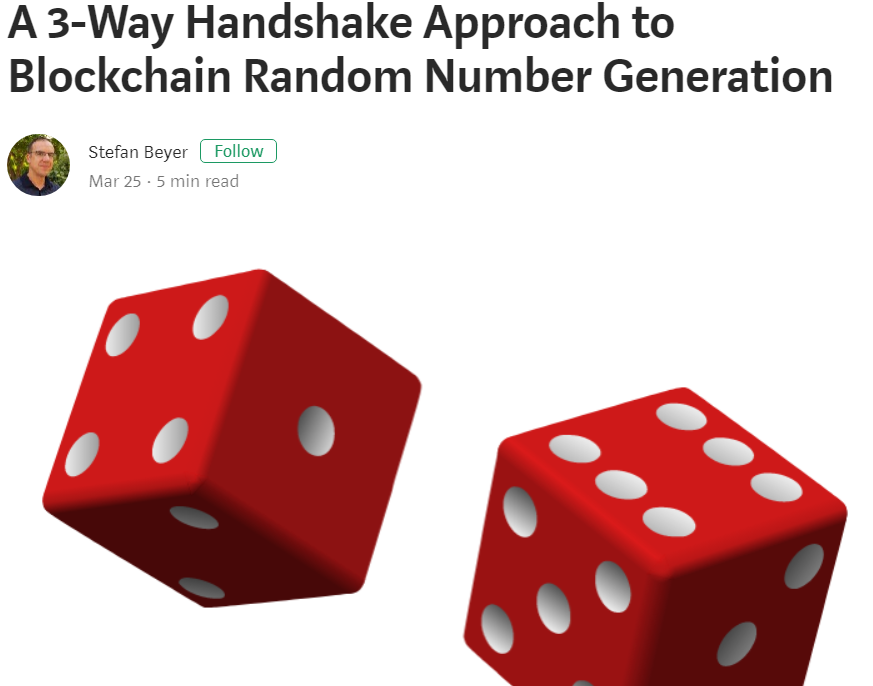 A 3-Way Handshake Approach to
Blockchain Random Number Generation
Stefan Beyer Follow
Mar 25 · 5 min read